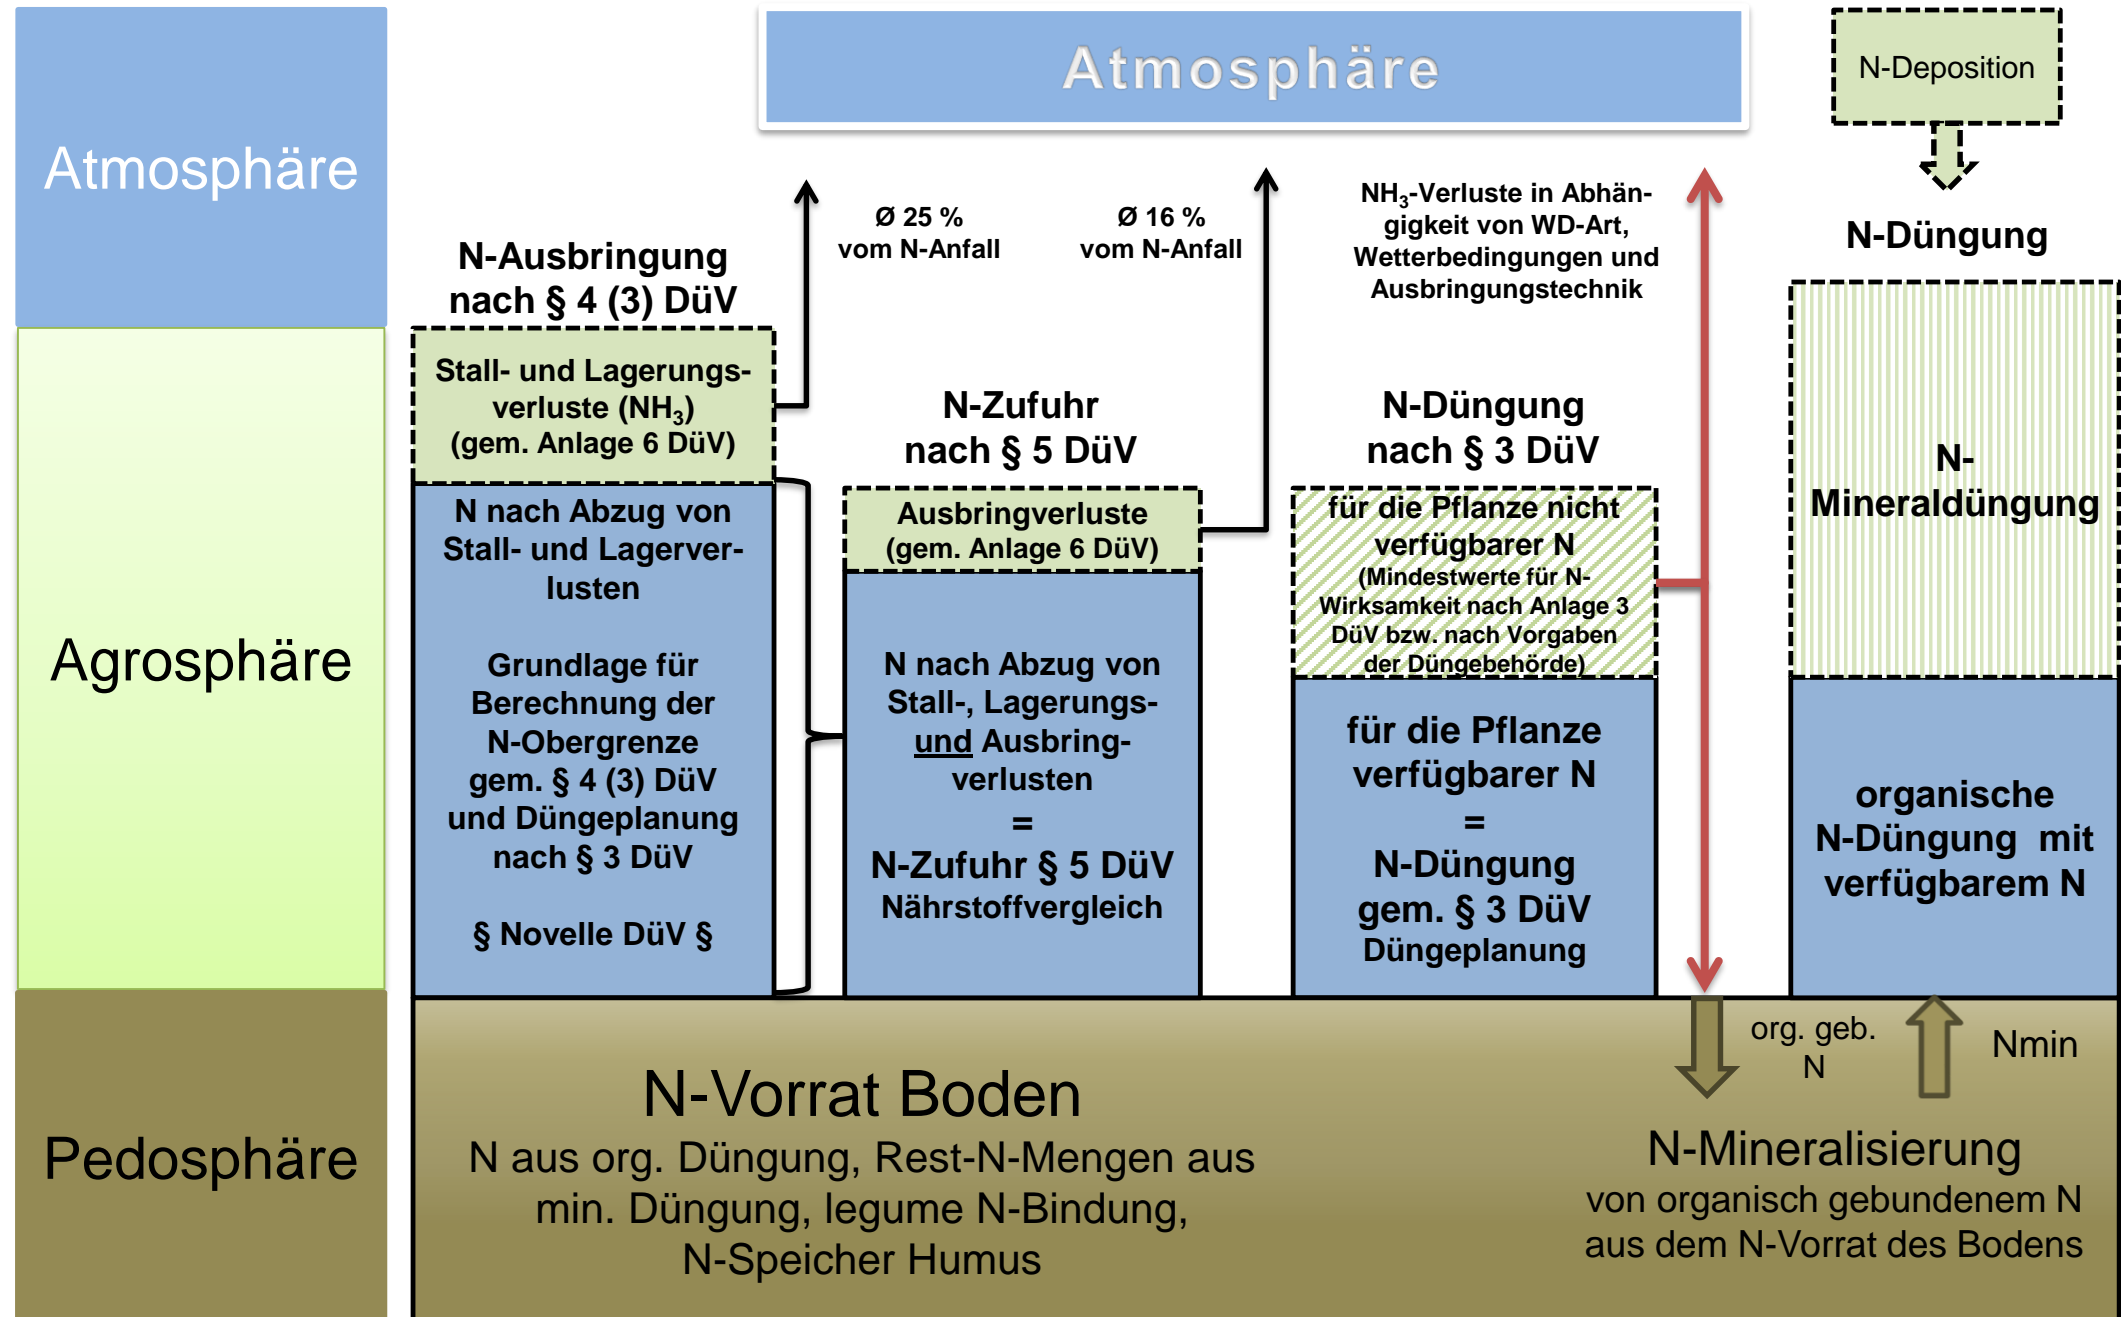 Atmosphäre
Agrosphäre
Pedosphäre
Atmosphäre
N-Deposition
N-Ausbringung
nach § 4 (3) DüV
Stall- und Lagerungs-
verluste (NH₃)
(gem. Anlage 6 DüV)
N nach Abzug von
Stall- und Lagerver-
lusten
Grundlage für
Berechnung der
N-Obergrenze
gem. § 4 (3) DüV
und Düngeplanung
nach § 3 DüV
§ Novelle DüV §
Ø 25 %
vom N-Anfall
N-Zufuhr
nach § 5 DüV
Ausbringverluste
(gem. Anlage 6 DüV)
N nach Abzug von
Stall-, Lagerungs-
und Ausbring-
verlusten
=
N-Zufuhr § 5 DüV
Nährstoffvergleich
Ø 16 %
vom N-Anfall
NH₃-Verluste in Abhän-
gigkeit von WD-Art,
Wetterbedingungen und
Ausbringungstechnik
N-Düngung
nach § 3 DüV
für die Pflanze nicht
verfügbarer N
(Mindestwerte für N-
Wirksamkeit nach Anlage 3
DüV bzw. nach Vorgaben
der Düngebehörde)
für die Pflanze
verfügbarer N
=
N-Düngung
gem. § 3 DüV
Düngeplanung
N-Düngung
N-
Mineraldüngung
organische
N-Düngung mit
verfügbarem N
N-Vorrat Boden
N aus org. Düngung, Rest-N-Mengen aus
min. Düngung, legume N-Bindung,
N-Speicher Humus
org. geb.
N
Nmin
N-Mineralisierung
von organisch gebundenem N
aus dem N-Vorrat des Bodens